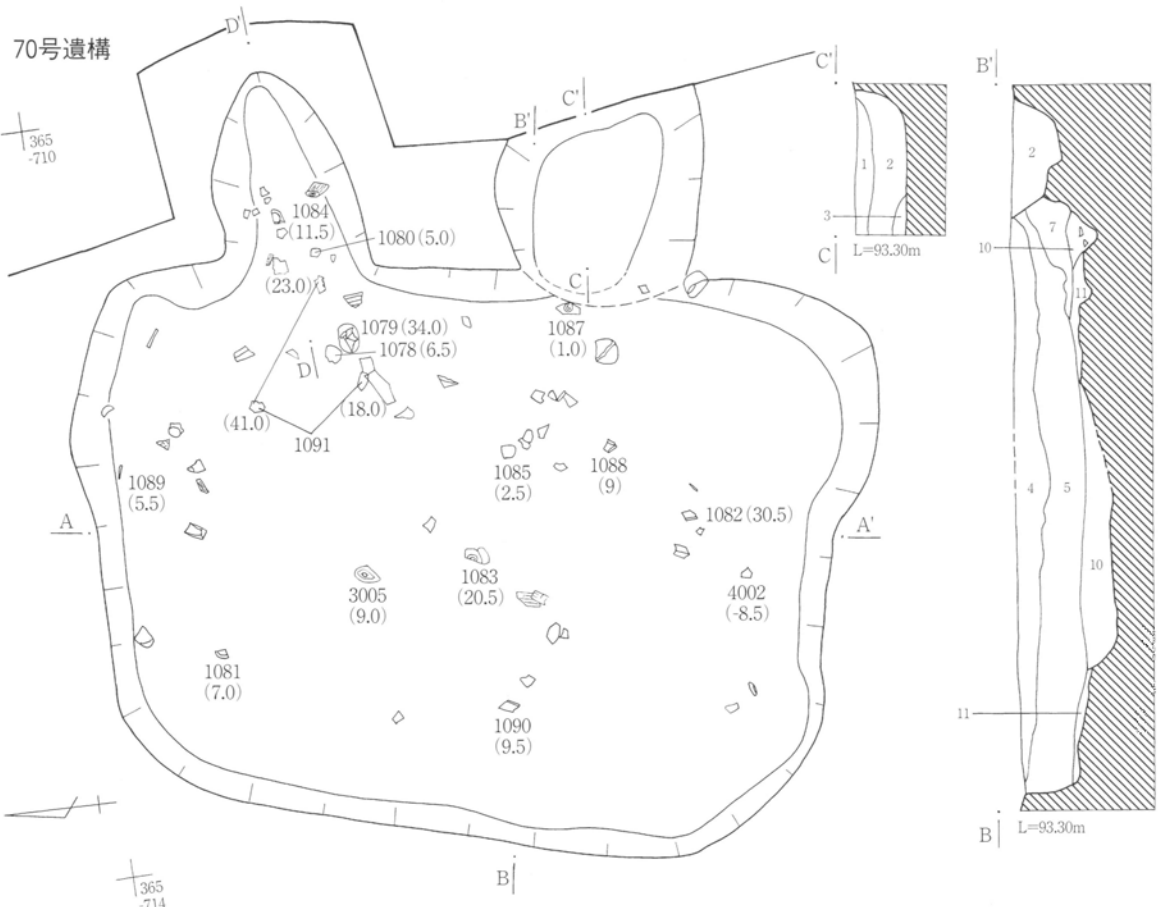 70号遺構
D'
C'
B'
C'
B'
365
-710
1084
(11.5)
1080 (5.0)
(23.0)
1079 (34.0)
1078 (6.5)
D
C
1087
(1.0)
(41.0)
(18.0)
1091
1089
(5.5)
1085
(2.5)
1088
(9)
A
A'
1082 (30.5)
3005
(9.0)
1083
(20.5)
4002
(-8.5)
1081
(7.0)
1090
(9.5)
B
365
-714
1
2
3
C
L=93.30m
2
7
10
11
4
5
10
11
B
L=93.30m